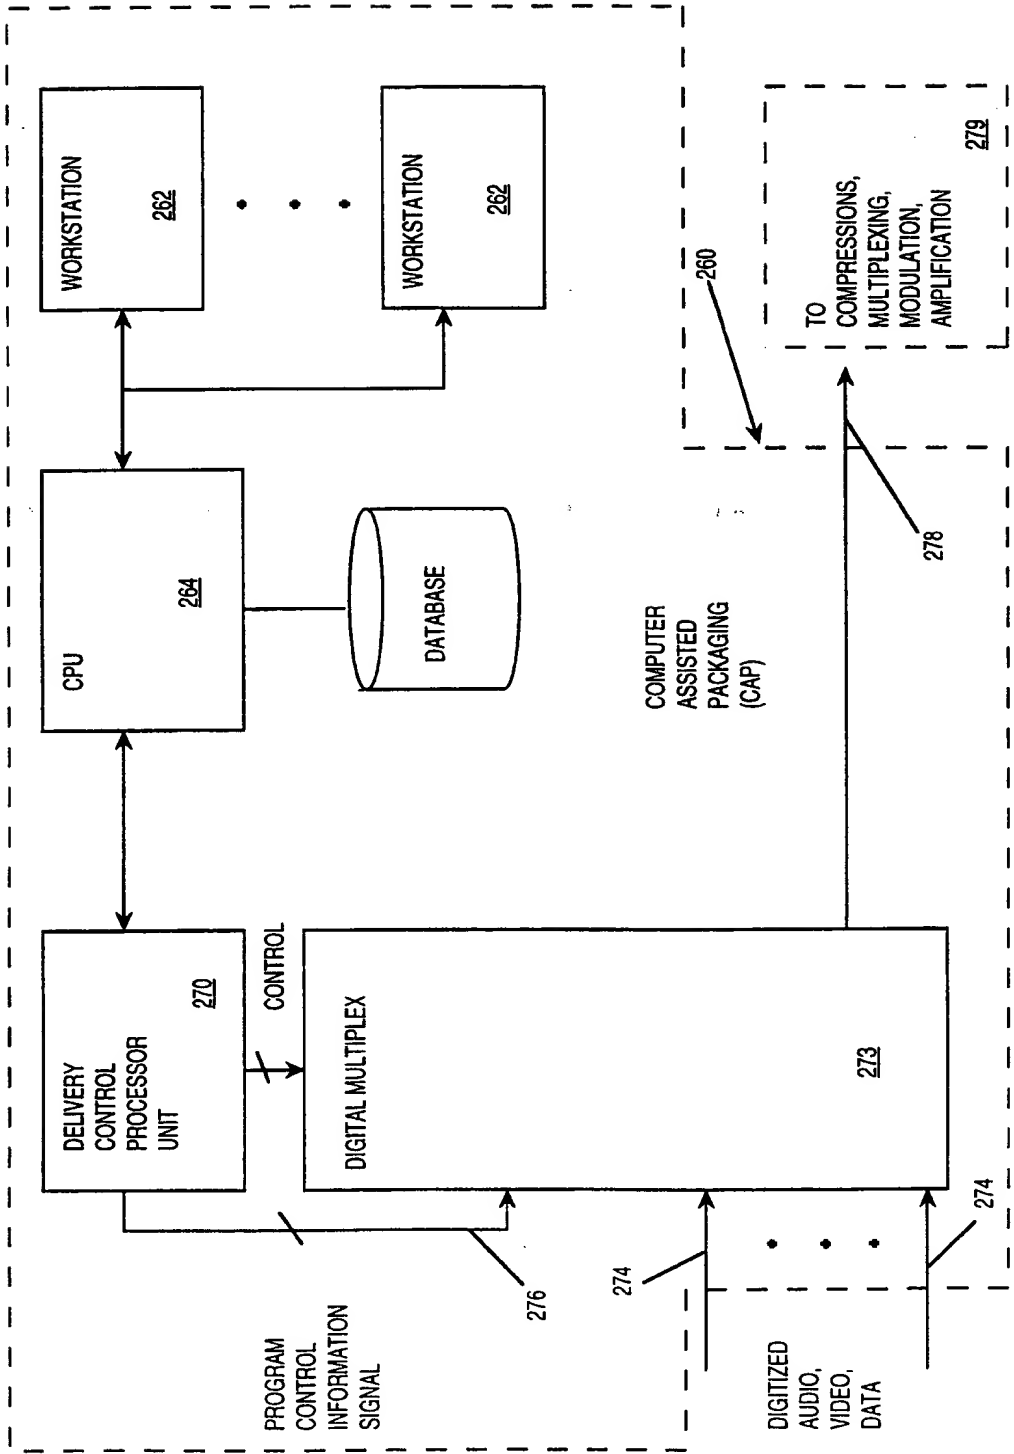 DELIVERY
CONTROL
PROCESSOR
UNIT
270
CPU
264
WORKSTATION
262
WORKSTATION
262
DATABASE
CONTROL
DIGITAL MULTIPLEX
273
PROGRAM
CONTROL
INFORMATION
SIGNAL
276
274
274
DIGITIZED
AUDIO,
VIDEO,
DATA
COMPUTER
ASSISTED
PACKAGING
(CAP)
260
278
TO
COMPRESSIONS,
MULTIPLEXING,
MODULATION,
AMPLIFICATION
279